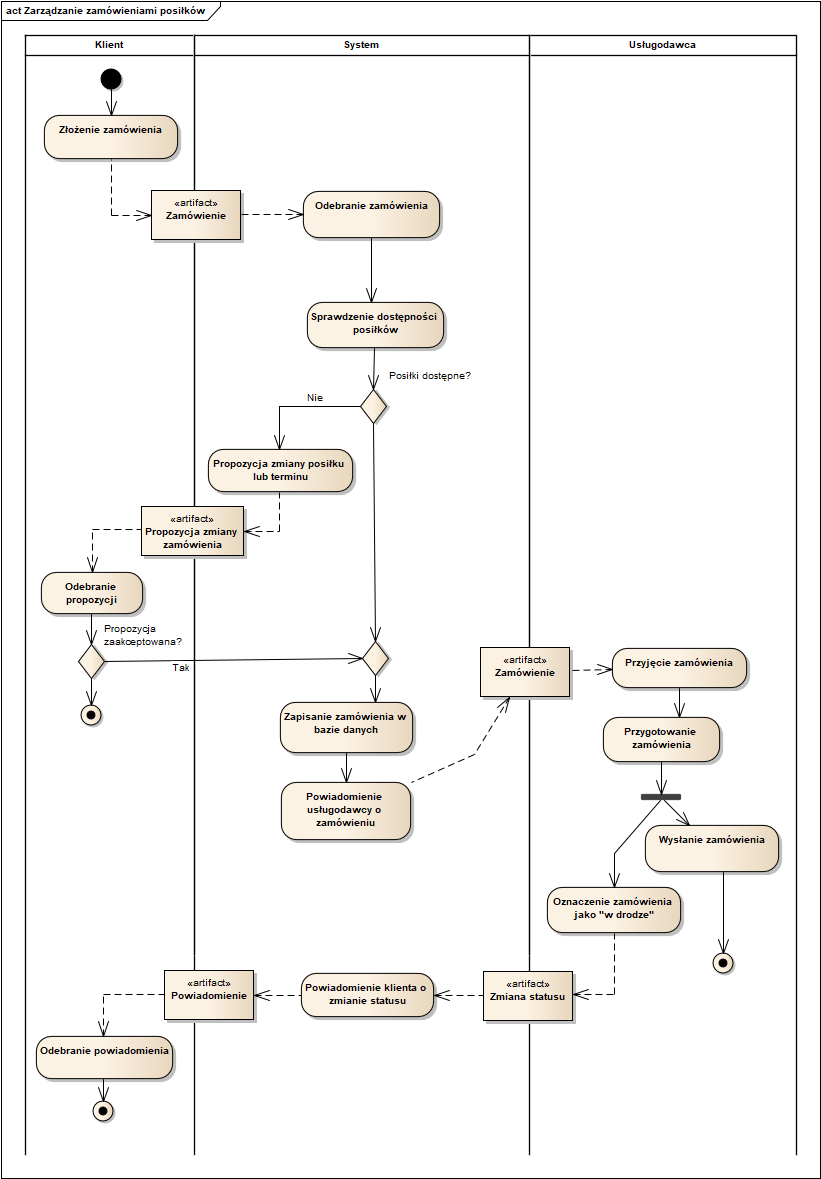 act Zarządzanie zamówieniami posiłków
Klient
System
Usługodawca
Złożenie zamówienia
«artifact»
Zamówienie
Odebranie zamówienia
Sprawdzenie dostępności
posiłków
Posiłki dostępne?
Nie
Propozycja zmiany posiłku
lub terminu
«artifact»
Propozycja zmiany
zamówienia
Odebranie
propozycji
Propozycja
zaakceptowana?
Tak
«artifact»
Zamówienie
Przyjęcie zamówienia
Zapisanie zamówienia w
bazie danych
Przygotowanie
zamówienia
Powiadomienie
usługodawcy o
zamówieniu
Wysłanie zamówienia
Oznaczenie zamówienia
jako "w drodze"
«artifact»
Powiadomienie
Powiadomienie klienta o
zmianie statusu
«artifact»
Zmiana statusu
Odebranie powiadomienia